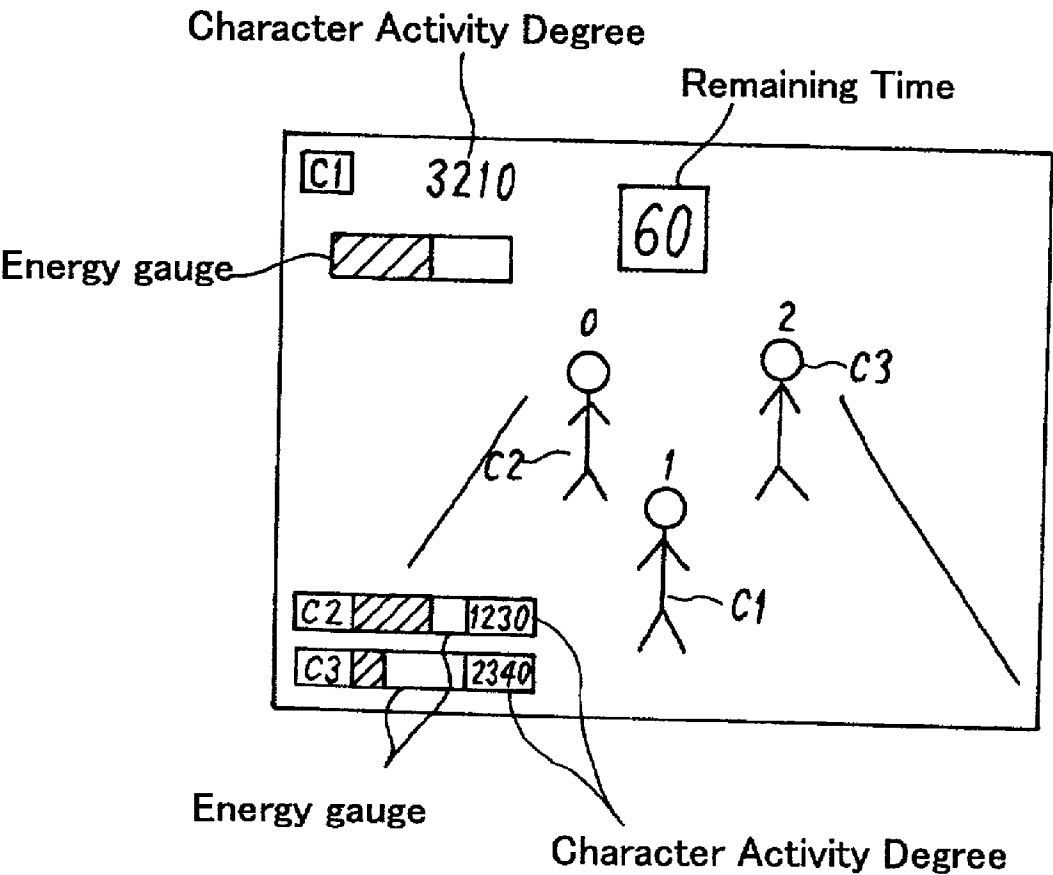 Character Activity Degree
Remaining Time
C1 3210
60
Energy gauge
0 2
C3
C2
1
C1
C2 1230
C3 2340
Energy gauge
Character Activity Degree